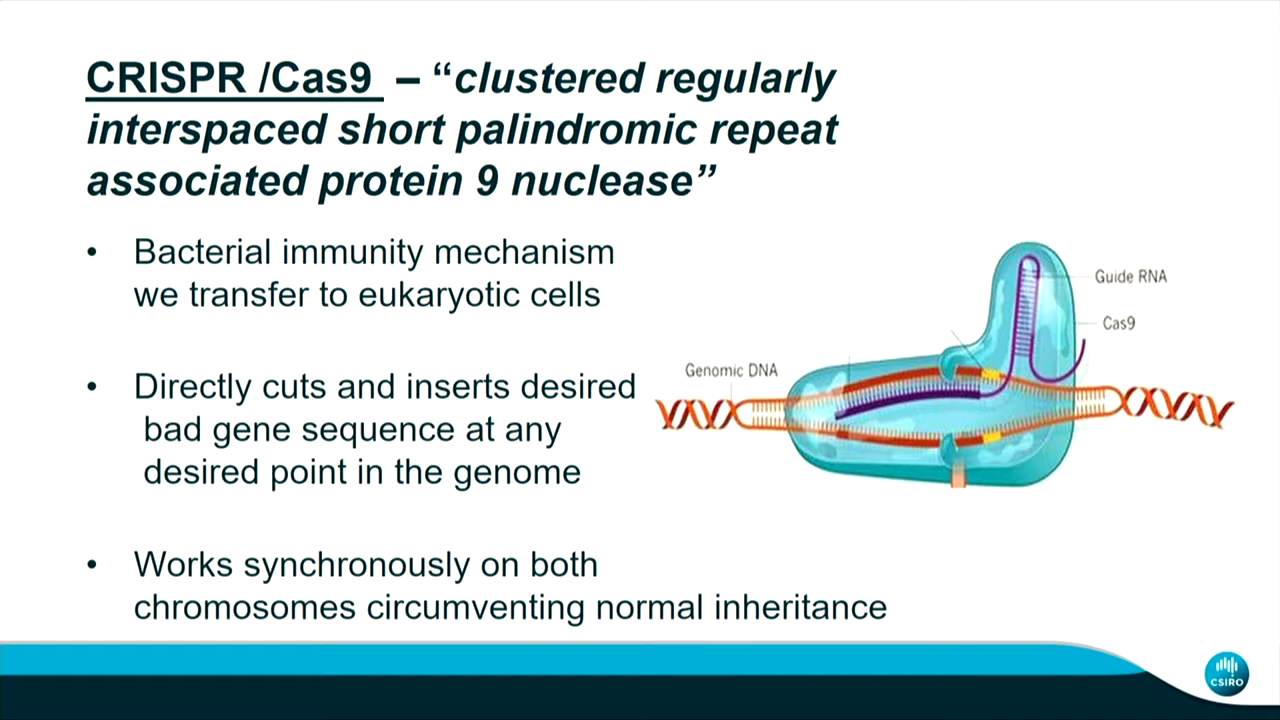 CRISPR /Cas9 – “clustered regularly
interspaced short palindromic repeat
associated protein 9 nuclease”
• Bacterial immunity mechanism
we transfer to eukaryotic cells
• Directly cuts and inserts desired
bad gene sequence at any
desired point in the genome
• Works synchronously on both
chromosomes circumventing normal inheritance
Guide RNA
Cas9
Genomic DNA
CSIRO